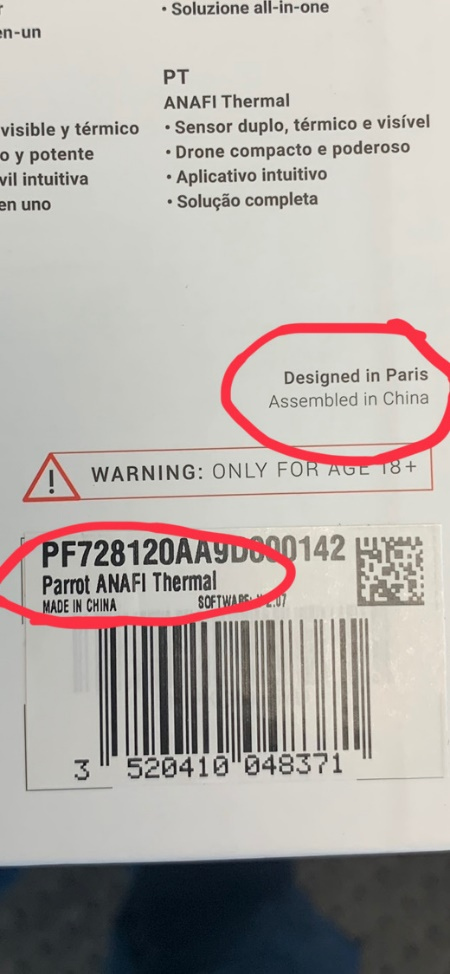 • Soluzione all-in-one
en-un
PT
ANAFI Thermal
visible y térmico
• Sensor duplo, térmico e visível
o y potente
• Drone compacto e poderoso
vil intuitiva
• Aplicativo intuitivo
en uno
• Solução completa
Designed in Paris
Assembled in China
WARNING: ONLY FOR AGE 18+
PF728120AA9D000142
Parrot ANAFI Thermal
MADE IN CHINA
SOFTWARE:
3 520410 048371